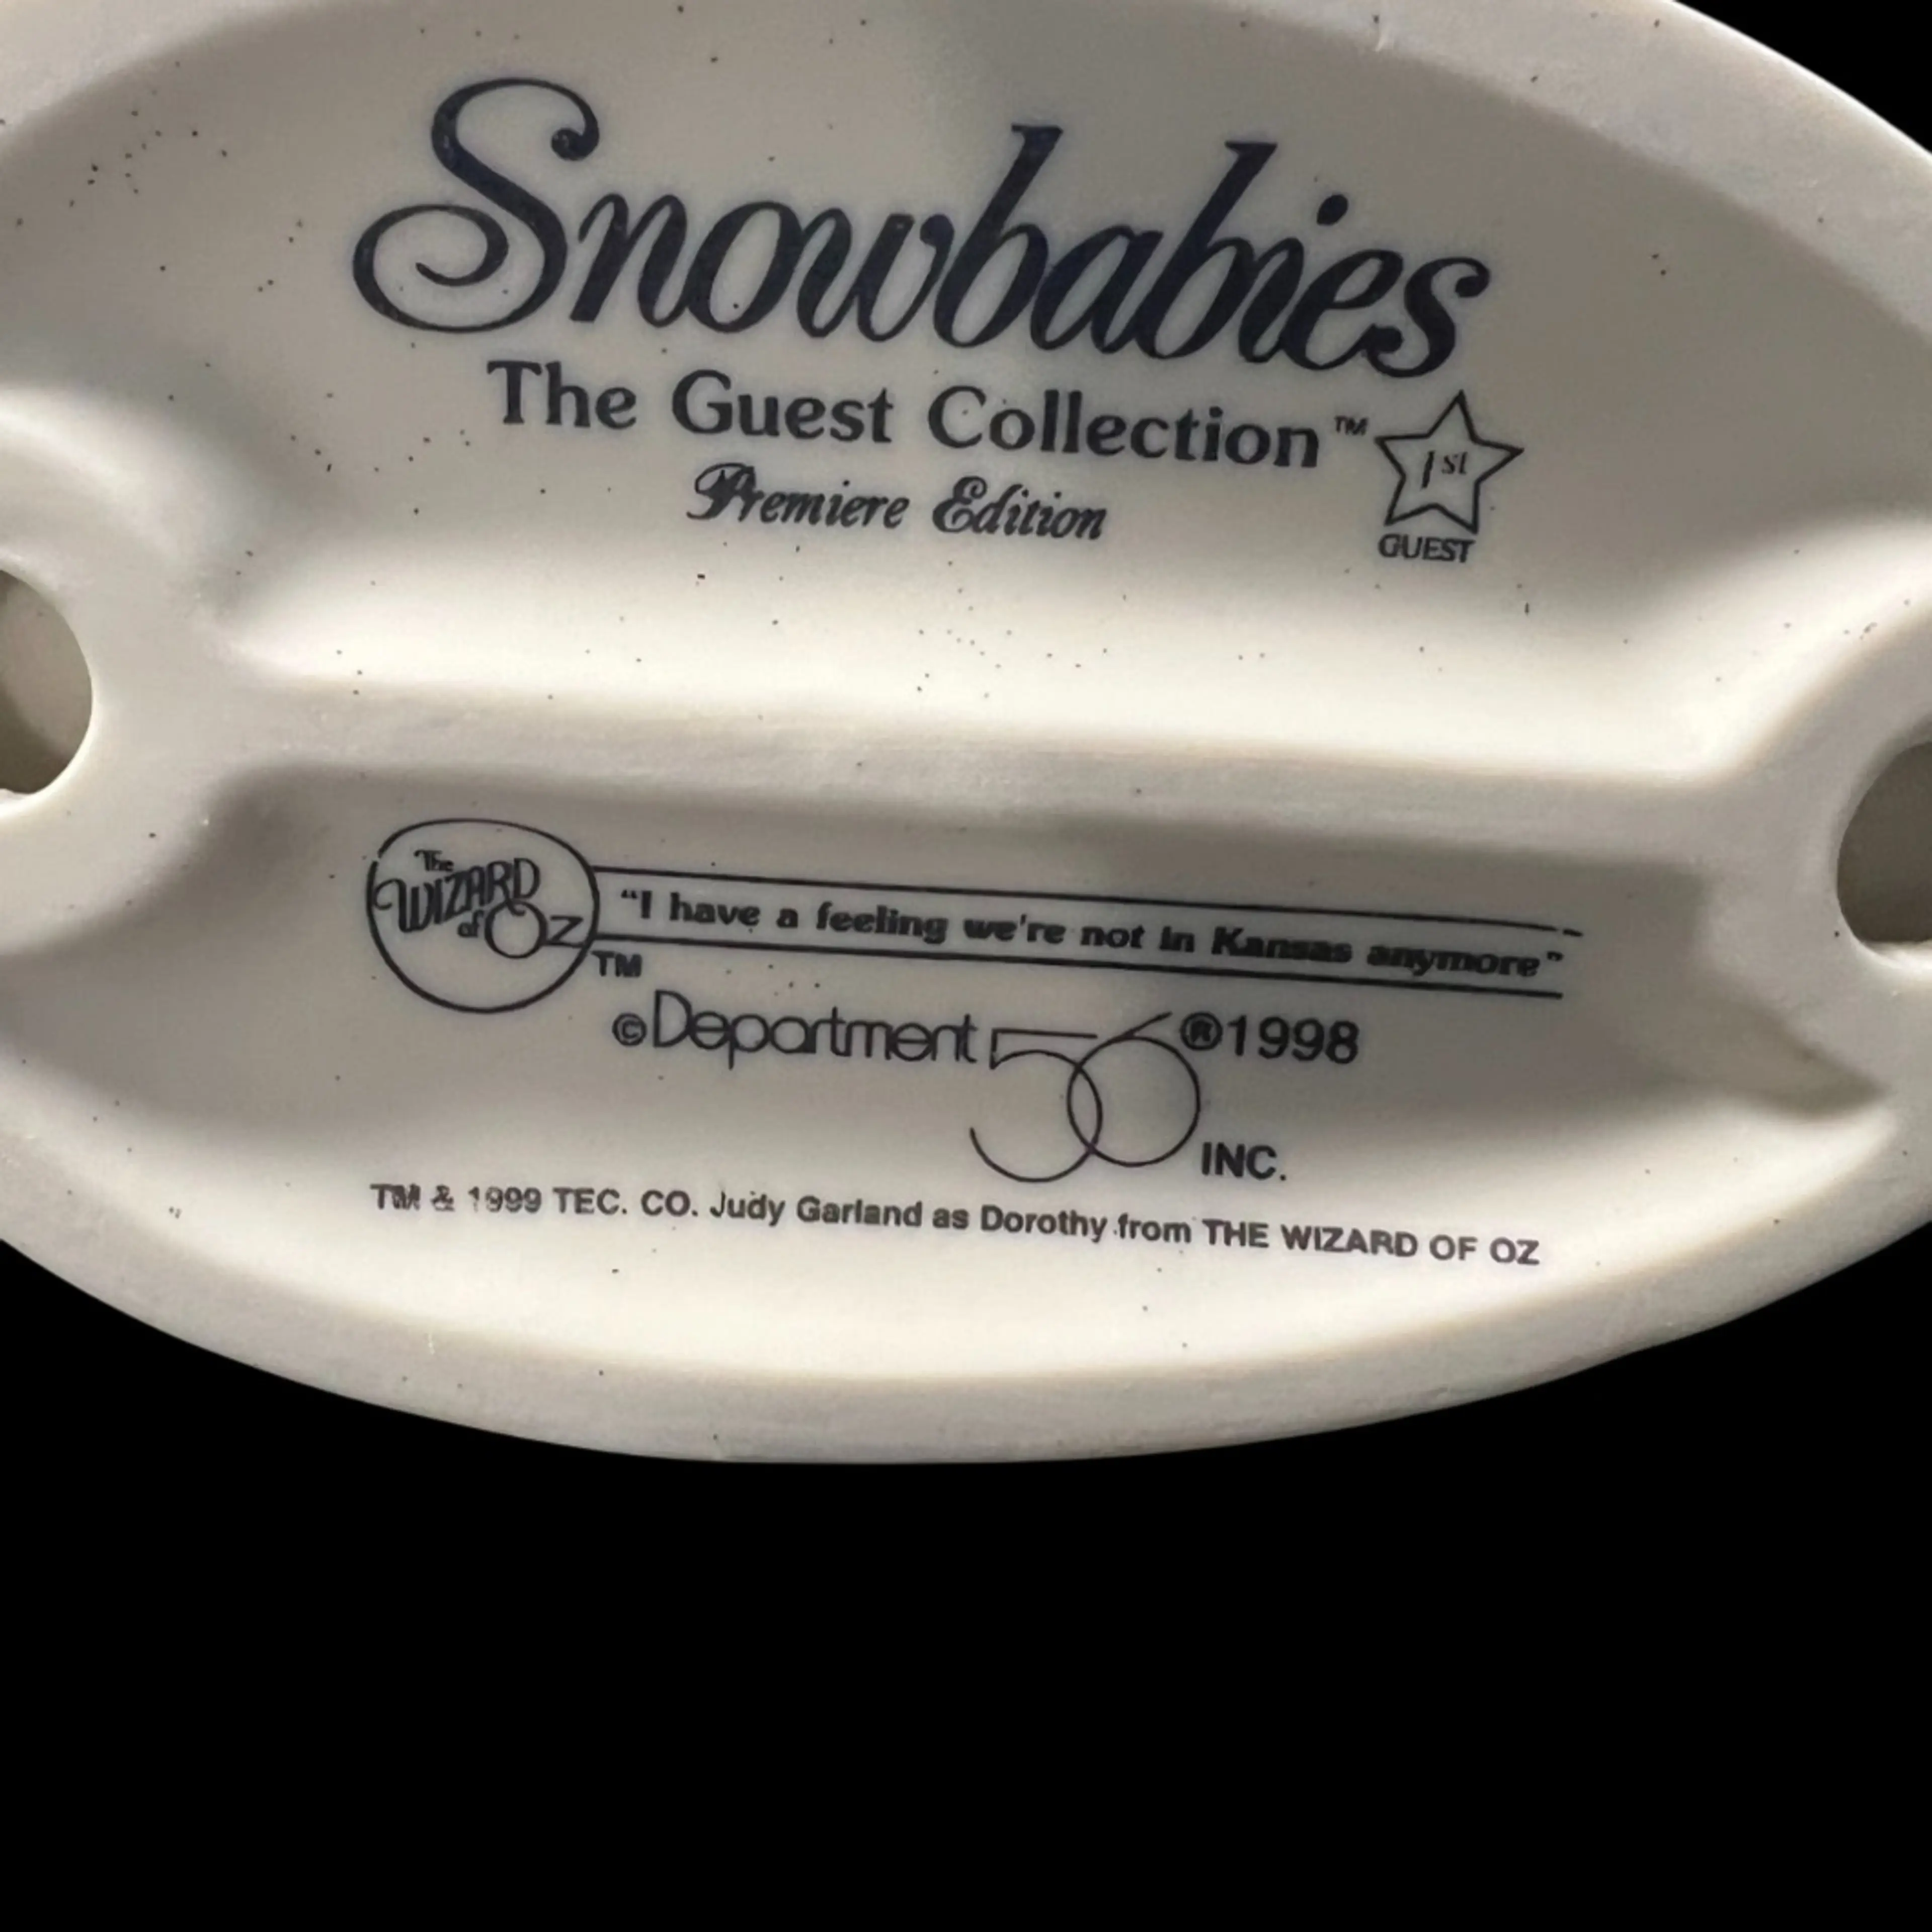 Snowbabies
The Guest Collection™
1st
GUEST
Premiere Edition
The
WIZARD
of OZ
TM
“I have a feeling we're not in Kansas anymore”
©Department 56®1998
INC.
TM & 1999 TEC. CO. Judy Garland as Dorothy from THE WIZARD OF OZ